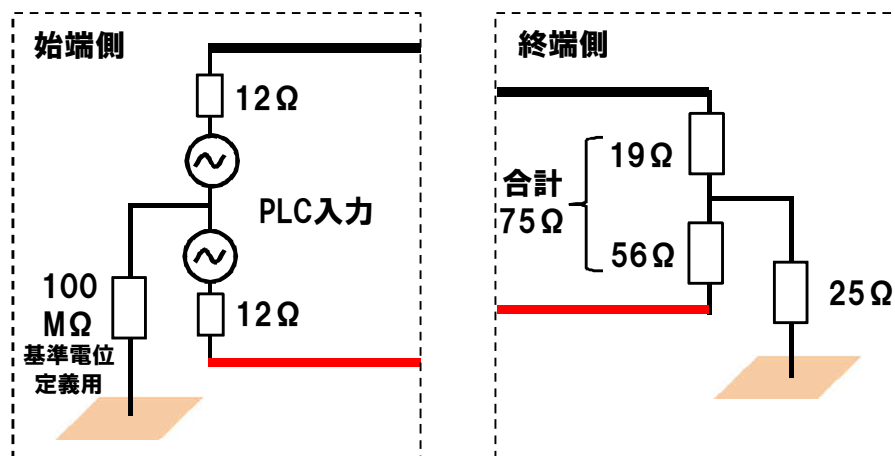 始端側
12Ω
PLC入力
100
MΩ
基準電位
定義用
12Ω
終端側
合計
75Ω
19Ω
56Ω
25Ω